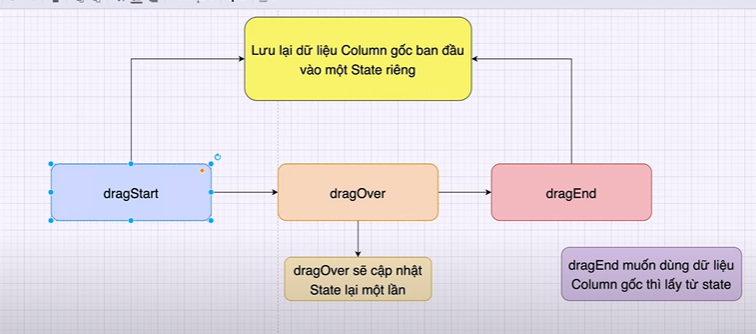 Lưu lại dữ liệu Column gốc ban đầu
vào một State riêng
dragStart
dragOver
dragEnd
dragOver sẽ cập nhật
State lại một lần
dragEnd muốn dùng dữ liệu
Column gốc thì lấy từ state